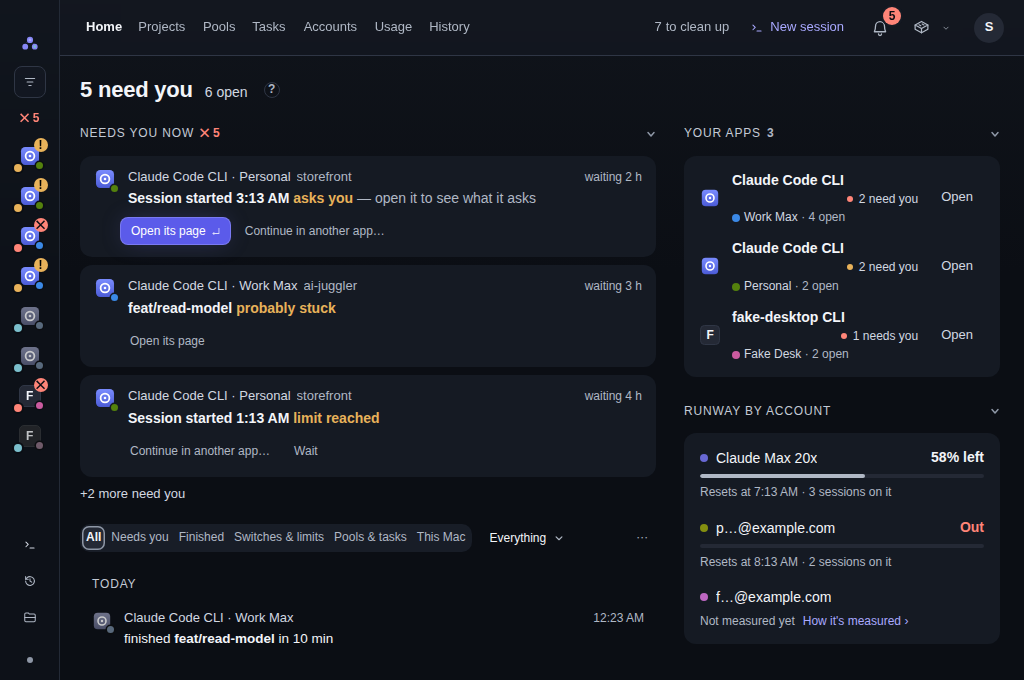 Home Projects Pools Tasks Accounts Usage History 7 to clean up New session 5 S
5
!
!
!
F
F
5 need you 6 open ?
NEEDS YOU NOW 5
Claude Code CLI · Personal storefront waiting 2 h
Session started 3:13 AM asks you — open it to see what it asks
Open its page Continue in another app…
Claude Code CLI · Work Max ai-juggler waiting 3 h
feat/read-model probably stuck
Open its page
Claude Code CLI · Personal storefront waiting 4 h
Session started 1:13 AM limit reached
Continue in another app… Wait
+2 more need you
All Needs you Finished Switches & limits Pools & tasks This Mac Everything ···
TODAY
Claude Code CLI · Work Max 12:23 AM
finished feat/read-model in 10 min
YOUR APPS 3
Claude Code CLI
2 need you Open
Work Max · 4 open
Claude Code CLI
2 need you Open
Personal · 2 open
fake-desktop CLI
F 1 needs you Open
Fake Desk · 2 open
RUNWAY BY ACCOUNT
Claude Max 20x 58% left
Resets at 7:13 AM · 3 sessions on it
p…@example.com Out
Resets at 8:13 AM · 2 sessions on it
f…@example.com
Not measured yet How it's measured ›